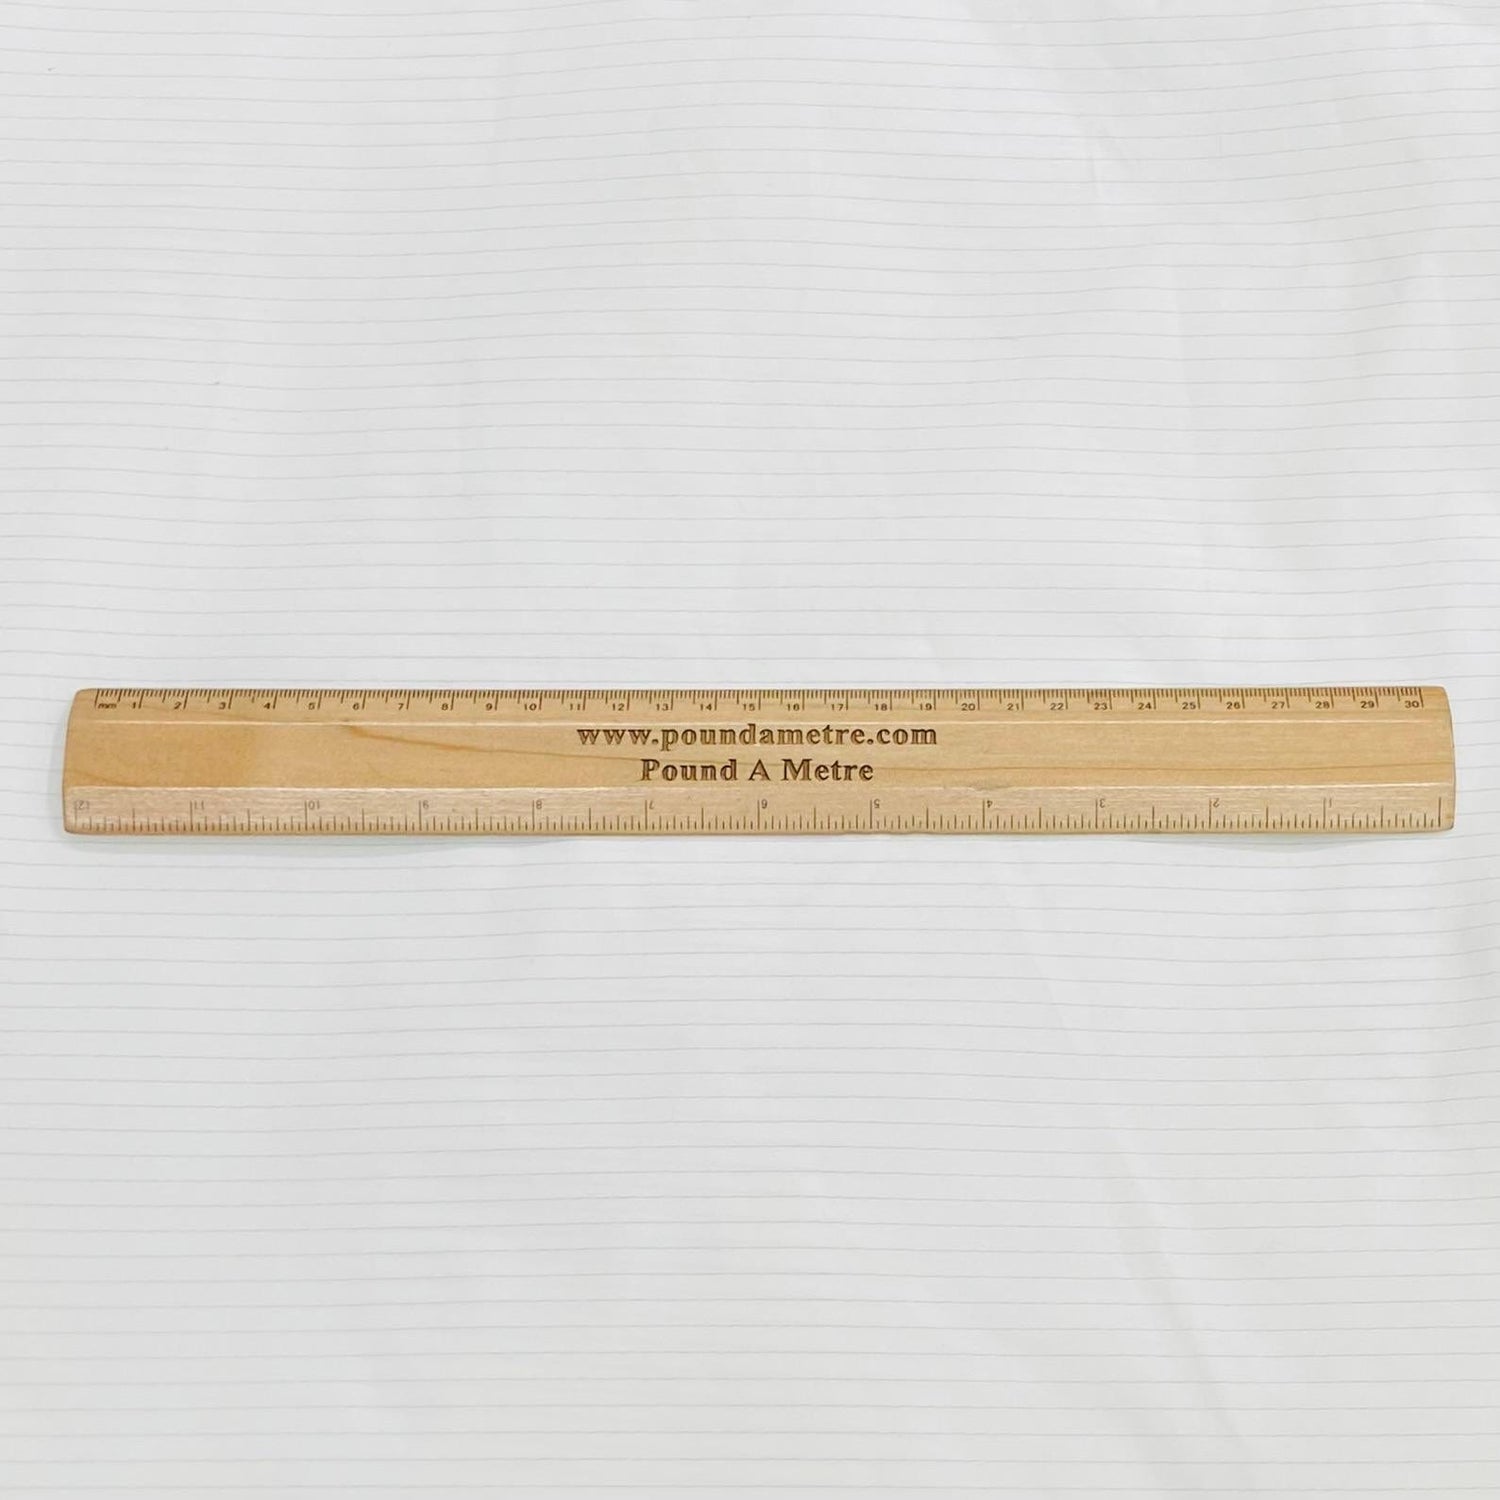 mm 1 2 3 4 5 6 7 8 9 10 11 12 13 14 15 16 17 18 19 20 21 22 23 24 25 26 27 28 29 30
www.poundametre.com
Pound A Metre
12 11 10 9 8 7 6 5 4 3 2 1